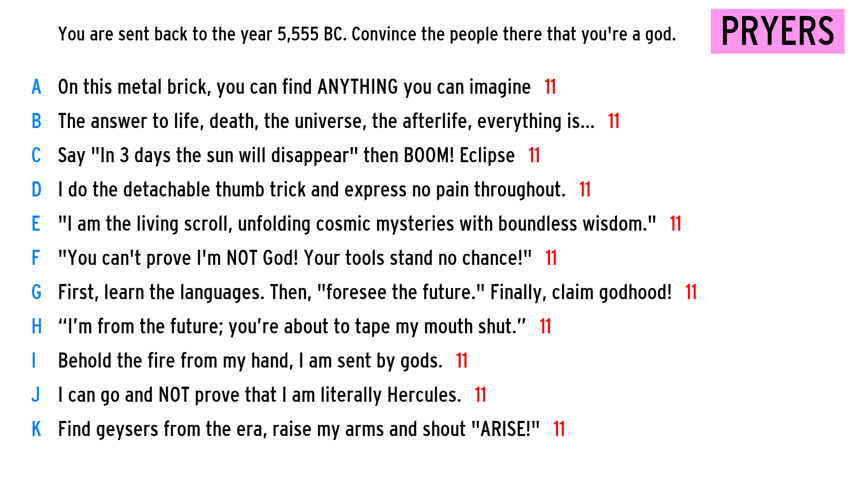 You are sent back to the year 5,555 BC. Convince the people there that you're a god.
PRYERS
A On this metal brick, you can find ANYTHING you can imagine 11
B The answer to life, death, the universe, the afterlife, everything is... 11
C Say "In 3 days the sun will disappear" then BOOM! Eclipse 11
D I do the detachable thumb trick and express no pain throughout. 11
E "I am the living scroll, unfolding cosmic mysteries with boundless wisdom." 11
F "You can't prove I'm NOT God! Your tools stand no chance!" 11
G First, learn the languages. Then, "foresee the future." Finally, claim godhood! 11
H “I’m from the future; you’re about to tape my mouth shut.” 11
I Behold the fire from my hand, I am sent by gods. 11
J I can go and NOT prove that I am literally Hercules. 11
K Find geysers from the era, raise my arms and shout "ARISE!" 11